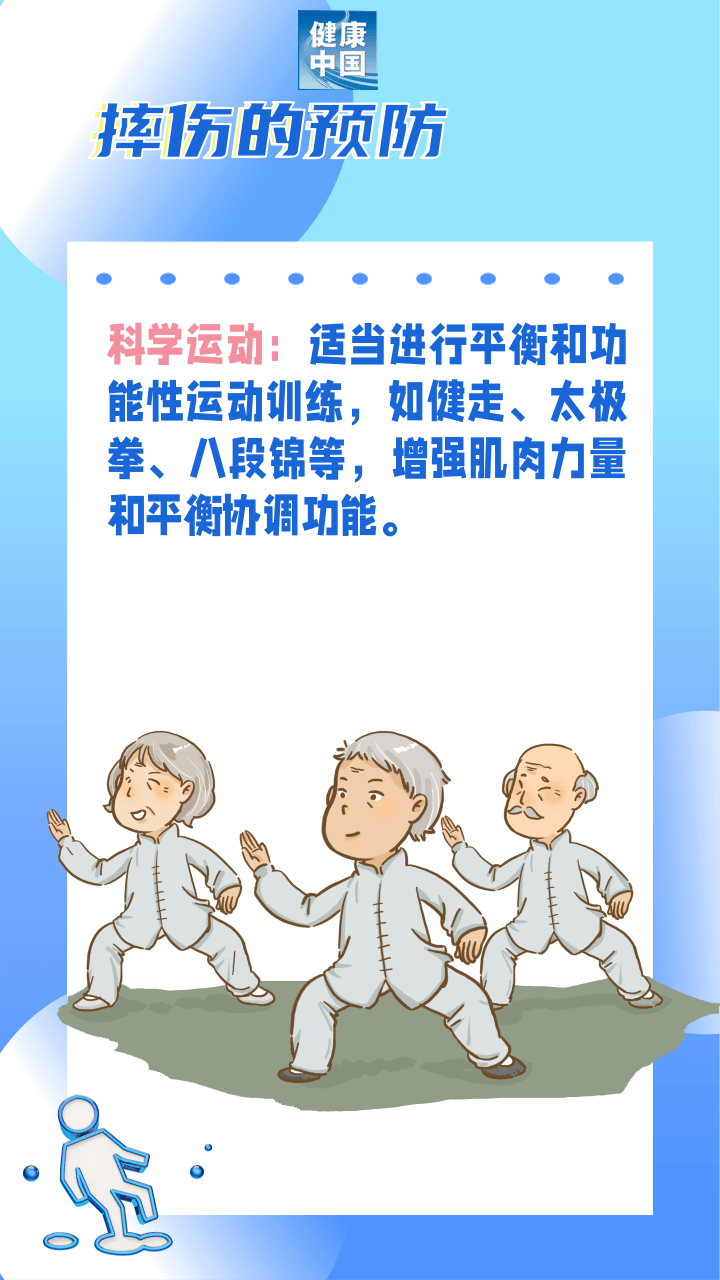 健康
中国
摔伤的预防
科学运动：适当进行平衡和功
能性运动训练，如健走、太极
拳、八段锦等，增强肌肉力量
和平衡协调功能。